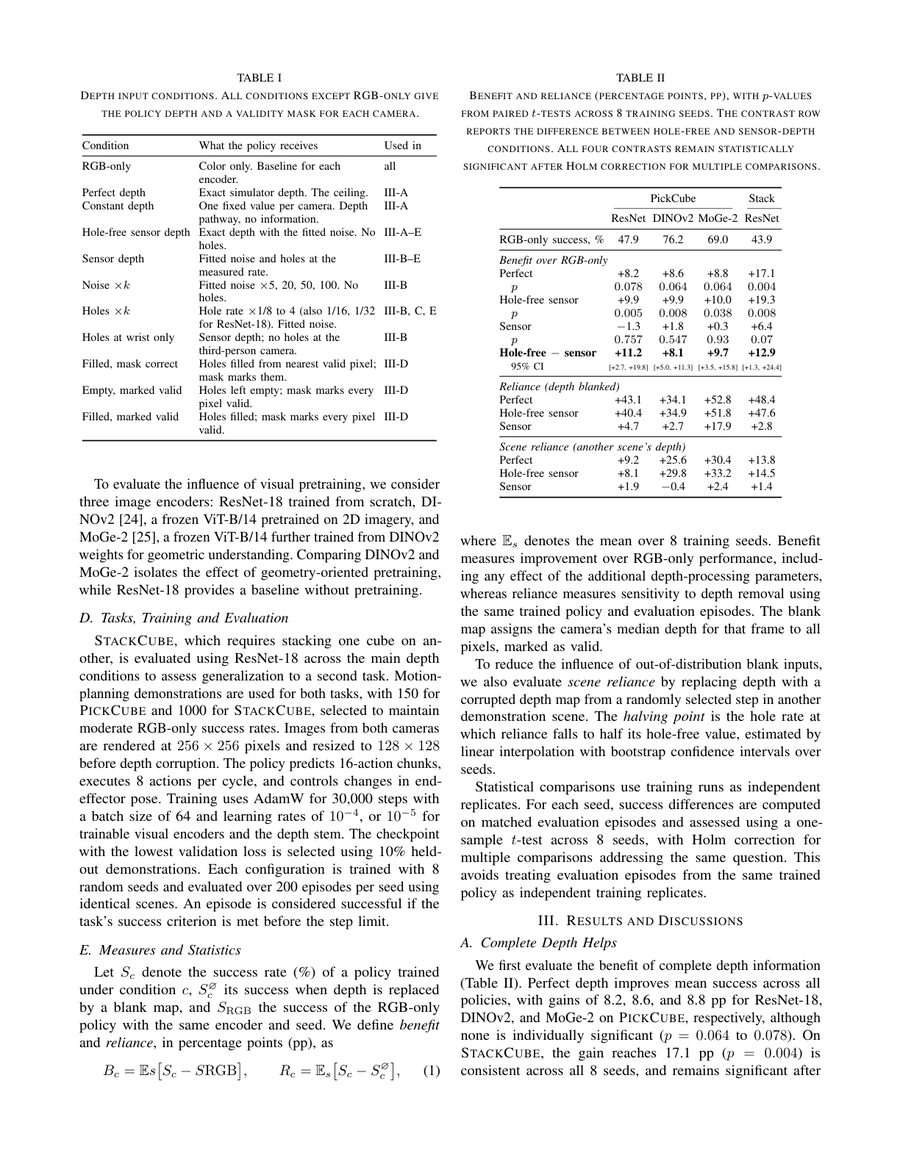 TABLE I
DEPTH INPUT CONDITIONS. ALL CONDITIONS EXCEPT RGB-ONLY GIVE
THE POLICY DEPTH AND A VALIDITY MASK FOR EACH CAMERA.
Condition What the policy receives Used in
RGB-only Color only. Baseline for each all
encoder.
Perfect depth Exact simulator depth. The ceiling. III-A
Constant depth One fixed value per camera. Depth III-A
pathway, no information.
Hole-free sensor depth Exact depth with the fitted noise. No III-A–E
holes.
Sensor depth Fitted noise and holes at the III-B–E
measured rate.
Noise ×k Fitted noise ×5, 20, 50, 100. No III-B
holes.
Holes ×k Hole rate ×1/8 to 4 (also 1/16, 1/32 III-B, C, E
for ResNet-18). Fitted noise.
Holes at wrist only Sensor depth; no holes at the III-B
third-person camera.
Filled, mask correct Holes filled from nearest valid pixel; III-D
mask marks them.
Empty, marked valid Holes left empty; mask marks every III-D
pixel valid.
Filled, marked valid Holes filled; mask marks every pixel III-D
valid.
To evaluate the influence of visual pretraining, we consider
three image encoders: ResNet-18 trained from scratch, DI-
NOv2 [24], a frozen ViT-B/14 pretrained on 2D imagery, and
MoGe-2 [25], a frozen ViT-B/14 further trained from DINOv2
weights for geometric understanding. Comparing DINOv2 and
MoGe-2 isolates the effect of geometry-oriented pretraining,
while ResNet-18 provides a baseline without pretraining.
D. Tasks, Training and Evaluation
STACKCUBE, which requires stacking one cube on an-
other, is evaluated using ResNet-18 across the main depth
conditions to assess generalization to a second task. Motion-
planning demonstrations are used for both tasks, with 150 for
PICKCUBE and 1000 for STACKCUBE, selected to maintain
moderate RGB-only success rates. Images from both cameras
are rendered at 256 × 256 pixels and resized to 128 × 128
before depth corruption. The policy predicts 16-action chunks,
executes 8 actions per cycle, and controls changes in end-
effector pose. Training uses AdamW for 30,000 steps with
a batch size of 64 and learning rates of 10⁻⁴, or 10⁻⁵ for
trainable visual encoders and the depth stem. The checkpoint
with the lowest validation loss is selected using 10% held-
out demonstrations. Each configuration is trained with 8
random seeds and evaluated over 200 episodes per seed using
identical scenes. An episode is considered successful if the
task's success criterion is met before the step limit.
E. Measures and Statistics
Let S_c denote the success rate (%) of a policy trained
under condition c, S_c^∅ its success when depth is replaced
by a blank map, and S_RGB the success of the RGB-only
policy with the same encoder and seed. We define benefit
and reliance, in percentage points (pp), as
B_c = 𝔼s[S_c − SRGB], R_c = 𝔼_s[S_c − S_c^∅], (1)
TABLE II
BENEFIT AND RELIANCE (PERCENTAGE POINTS, PP), WITH p-VALUES
FROM PAIRED t-TESTS ACROSS 8 TRAINING SEEDS. THE CONTRAST ROW
REPORTS THE DIFFERENCE BETWEEN HOLE-FREE AND SENSOR-DEPTH
CONDITIONS. ALL FOUR CONTRASTS REMAIN STATISTICALLY
SIGNIFICANT AFTER HOLM CORRECTION FOR MULTIPLE COMPARISONS.
PickCube Stack
ResNet DINOv2 MoGe-2 ResNet
RGB-only success, % 47.9 76.2 69.0 43.9
Benefit over RGB-only
Perfect +8.2 +8.6 +8.8 +17.1
p 0.078 0.064 0.064 0.004
Hole-free sensor +9.9 +9.9 +10.0 +19.3
p 0.005 0.008 0.038 0.008
Sensor −1.3 +1.8 +0.3 +6.4
p 0.757 0.547 0.93 0.07
Hole-free − sensor +11.2 +8.1 +9.7 +12.9
95% CI [+2.7, +19.8] [+5.0, +11.3] [+3.5, +15.8] [+1.3, +24.4]
Reliance (depth blanked)
Perfect +43.1 +34.1 +52.8 +48.4
Hole-free sensor +40.4 +34.9 +51.8 +47.6
Sensor +4.7 +2.7 +17.9 +2.8
Scene reliance (another scene's depth)
Perfect +9.2 +25.6 +30.4 +13.8
Hole-free sensor +8.1 +29.8 +33.2 +14.5
Sensor +1.9 −0.4 +2.4 +1.4
where 𝔼_s denotes the mean over 8 training seeds. Benefit
measures improvement over RGB-only performance, includ-
ing any effect of the additional depth-processing parameters,
whereas reliance measures sensitivity to depth removal using
the same trained policy and evaluation episodes. The blank
map assigns the camera's median depth for that frame to all
pixels, marked as valid.
To reduce the influence of out-of-distribution blank inputs,
we also evaluate scene reliance by replacing depth with a
corrupted depth map from a randomly selected step in another
demonstration scene. The halving point is the hole rate at
which reliance falls to half its hole-free value, estimated by
linear interpolation with bootstrap confidence intervals over
seeds.
Statistical comparisons use training runs as independent
replicates. For each seed, success differences are computed
on matched evaluation episodes and assessed using a one-
sample t-test across 8 seeds, with Holm correction for
multiple comparisons addressing the same question. This
avoids treating evaluation episodes from the same trained
policy as independent training replicates.
III. RESULTS AND DISCUSSIONS
A. Complete Depth Helps
We first evaluate the benefit of complete depth information
(Table II). Perfect depth improves mean success across all
policies, with gains of 8.2, 8.6, and 8.8 pp for ResNet-18,
DINOv2, and MoGe-2 on PICKCUBE, respectively, although
none is individually significant (p = 0.064 to 0.078). On
STACKCUBE, the gain reaches 17.1 pp (p = 0.004) is
consistent across all 8 seeds, and remains significant after